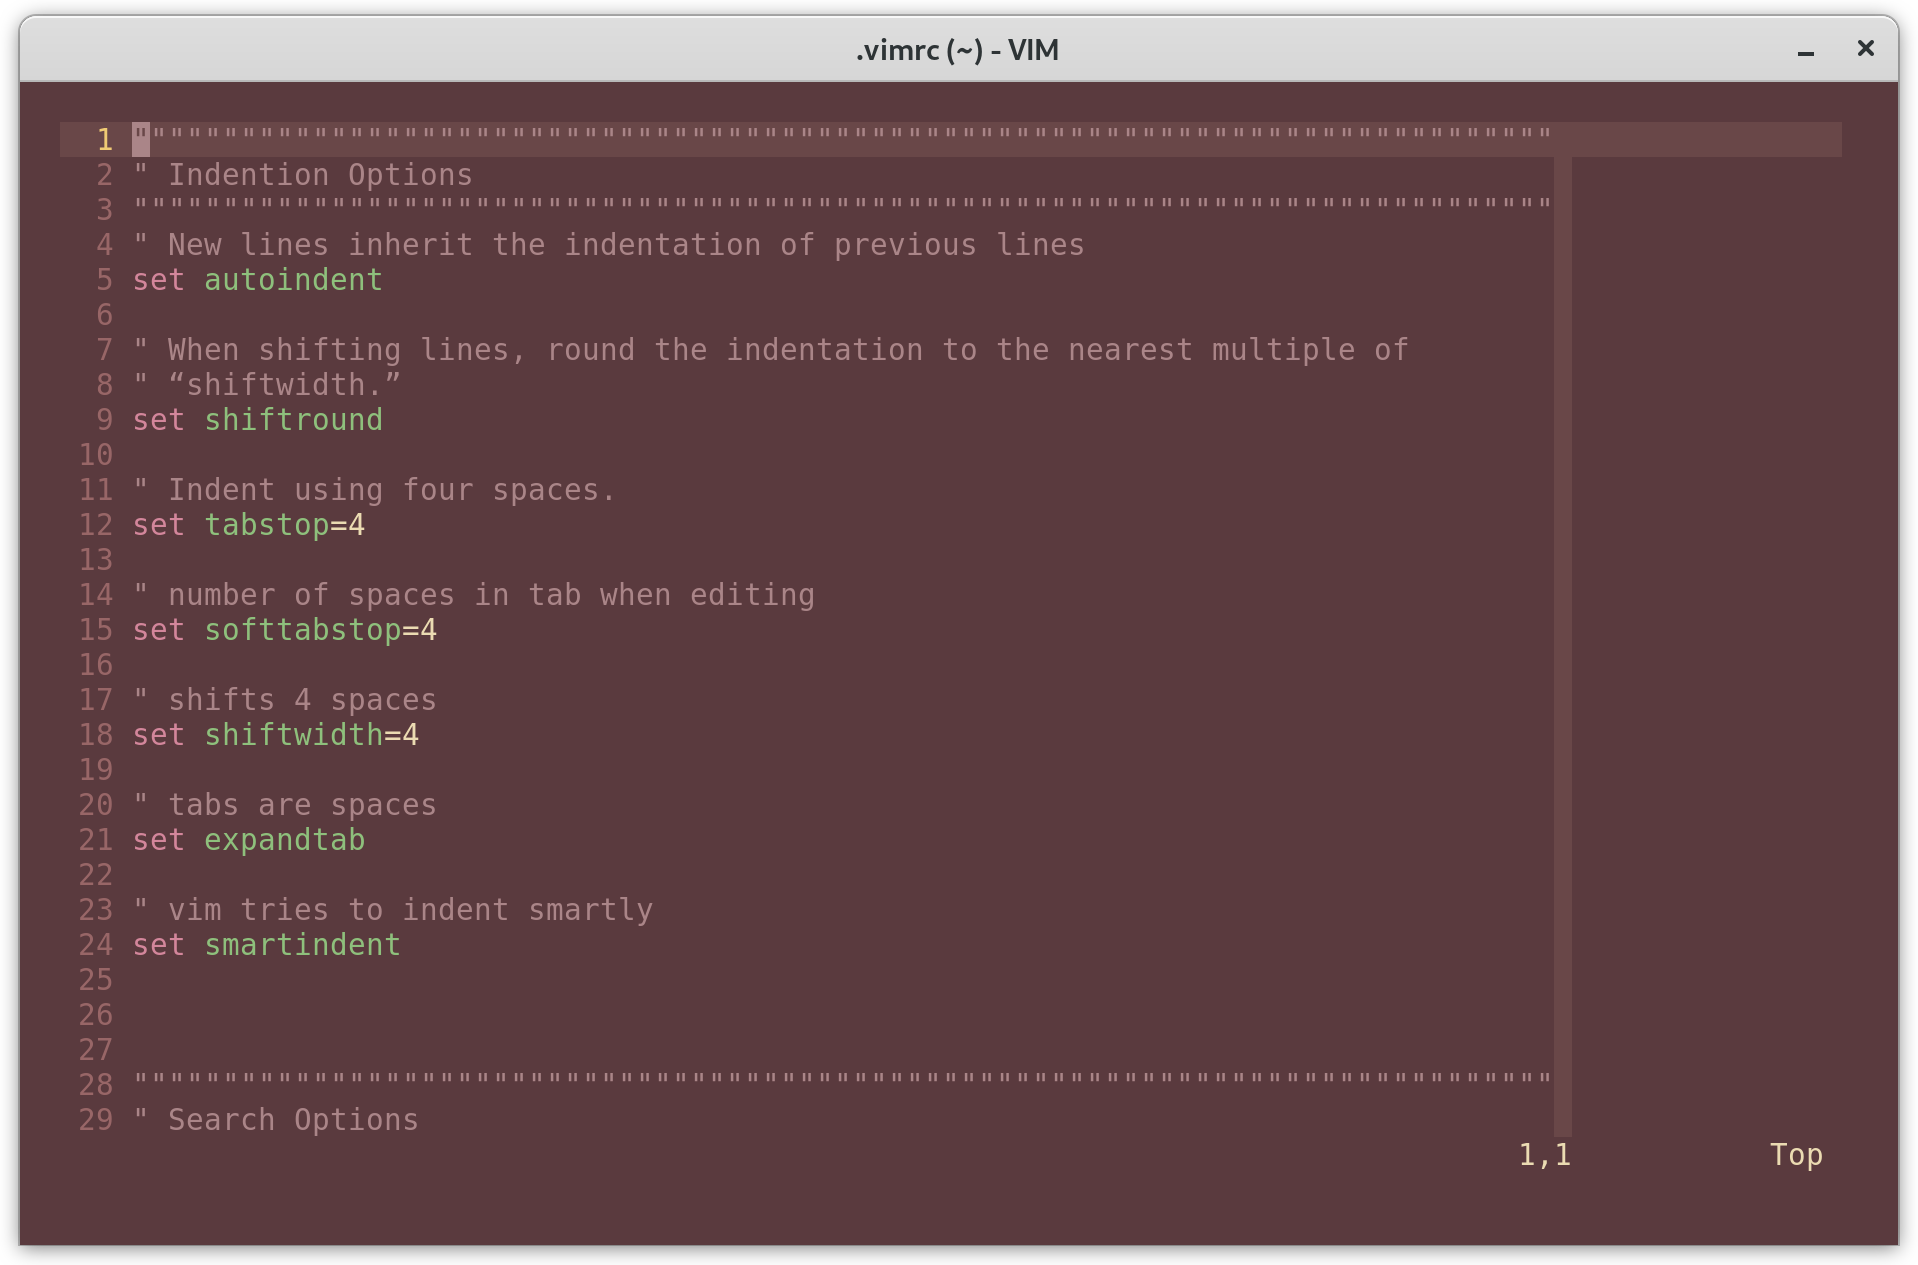 .vimrc (~) - VIM
1 """""""""""""""""""""""""""""""""""""""""""""""""""""""""""""""""""""""""""""""
2 " Indention Options
3 """""""""""""""""""""""""""""""""""""""""""""""""""""""""""""""""""""""""""""""
4 " New lines inherit the indentation of previous lines
5 set autoindent
6
7 " When shifting lines, round the indentation to the nearest multiple of
8 " “shiftwidth.”
9 set shiftround
10
11 " Indent using four spaces.
12 set tabstop=4
13
14 " number of spaces in tab when editing
15 set softtabstop=4
16
17 " shifts 4 spaces
18 set shiftwidth=4
19
20 " tabs are spaces
21 set expandtab
22
23 " vim tries to indent smartly
24 set smartindent
25
26
27
28 """""""""""""""""""""""""""""""""""""""""""""""""""""""""""""""""""""""""""""""
29 " Search Options
1,1 Top